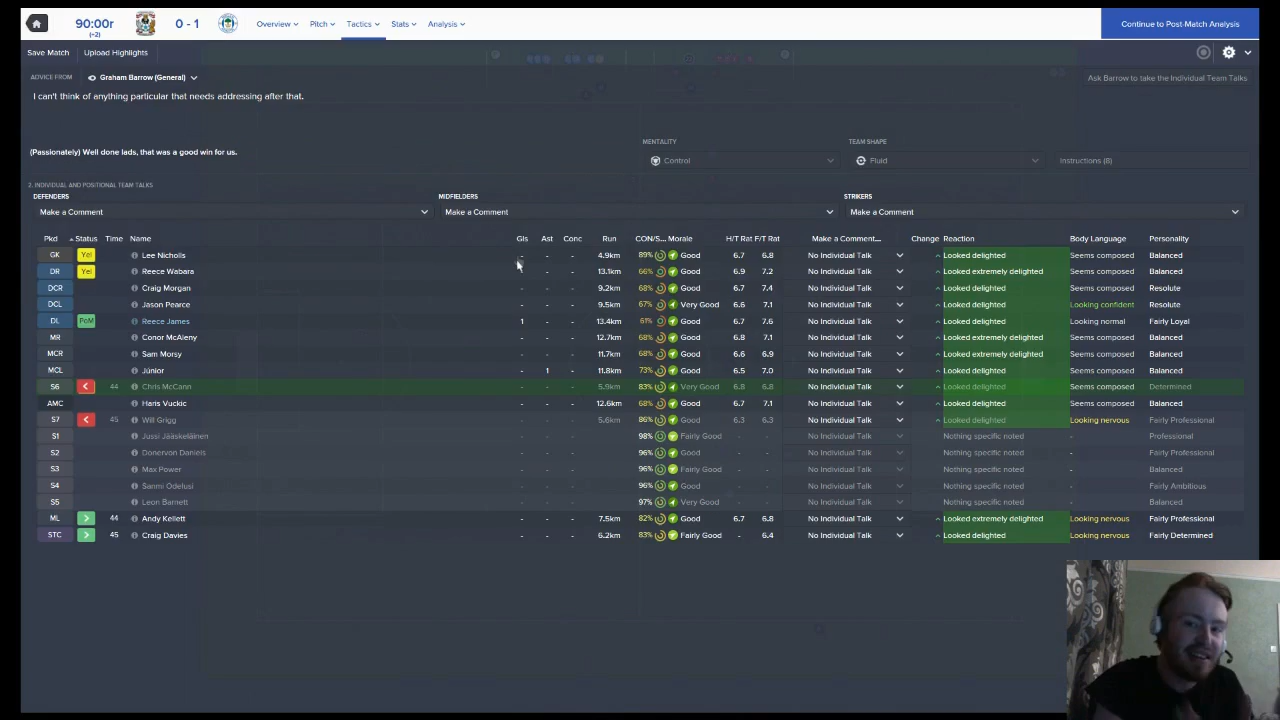 90:00r
(-2)
0 - 1
Overview
Pitch
Tactics
Stats
Analysis
Continue to Post-Match Analysis
Save Match Upload Highlights
ADVICE FROM Graham Barrow (General)
Ask Barrow to take the Individual Team Talks
I can't think of anything particular that needs addressing after that.
MENTALITY TEAM SHAPE
(Passionately) Well done lads, that was a good win for us.
Control Fluid Instructions (8)
2. INDIVIDUAL AND POSITIONAL TEAM TALKS
DEFENDERS MIDFIELDERS STRIKERS
Make a Comment Make a Comment Make a Comment
Pkd Status Time Name Gls Ast Conc Run CON/S... Morale H/T Rat F/T Rat Make a Comment... Change Reaction Body Language Personality
GK Yel Lee Nicholls - - - 4.9km 89% Good 6.7 6.8 No Individual Talk Looked delighted Seems composed Balanced
DR Yel Reece Wabara - - - 13.1km 66% Good 6.9 7.2 No Individual Talk Looked extremely delighted Seems composed Balanced
DCR Craig Morgan - - - 9.2km 68% Good 6.7 7.4 No Individual Talk Looked delighted Seems composed Resolute
DCL Jason Pearce - - - 9.5km 67% Very Good 6.6 7.1 No Individual Talk Looked delighted Looking confident Resolute
DL PoM Reece James 1 - - 13.4km 61% Good 6.7 7.6 No Individual Talk Looked delighted Looking normal Fairly Loyal
MR Conor McAleny - - - 12.7km 68% Good 6.8 7.1 No Individual Talk Looked extremely delighted Seems composed Balanced
MCR Sam Morsy - - - 11.7km 68% Good 6.6 6.9 No Individual Talk Looked extremely delighted Seems composed Balanced
MCL Júnior - 1 - 11.8km 73% Good 6.5 7.0 No Individual Talk Looked delighted Seems composed Balanced
S6 44 Chris McCann - - - 5.9km 83% Very Good 6.8 6.8 No Individual Talk Looked delighted Seems composed Determined
AMC Haris Vuckic - - - 12.6km 68% Good 6.7 7.1 No Individual Talk Looked delighted Seems composed Balanced
S7 45 Will Grigg - - - 5.6km 86% Good 6.3 6.3 No Individual Talk Looked delighted Looking nervous Fairly Professional
S1 Jussi Jääskeläinen 98% Fairly Good - - No Individual Talk Nothing specific noted - Professional
S2 Donervon Daniels 96% Good - - No Individual Talk Nothing specific noted - Fairly Professional
S3 Max Power 96% Fairly Good - - No Individual Talk Nothing specific noted - Balanced
S4 Sanmi Odelusi 96% Good - - No Individual Talk Nothing specific noted - Fairly Ambitious
S5 Leon Barnett 97% Very Good - - No Individual Talk Nothing specific noted - Balanced
ML 44 Andy Kellett - - - 7.5km 82% Good 6.7 6.8 No Individual Talk Looked extremely delighted Looking nervous Fairly Professional
STC 45 Craig Davies - - - 6.2km 83% Fairly Good - 6.4 No Individual Talk Looked delighted Looking nervous Fairly Determined